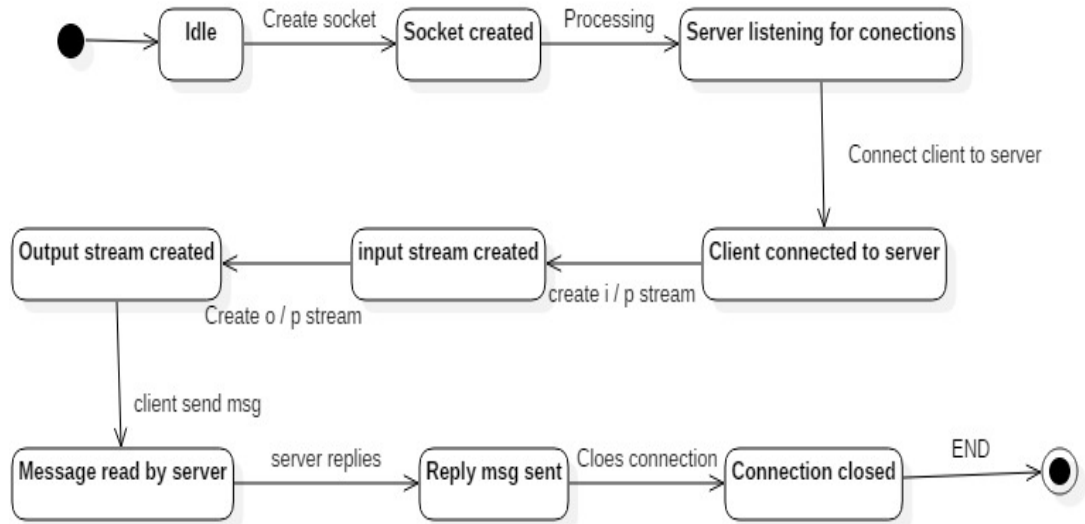 Idle
Create socket
Socket created
Processing
Server listening for conections
Connect client to server
Client connected to server
create i / p stream
input stream created
Create o / p stream
Output stream created
client send msg
Message read by server
server replies
Reply msg sent
Cloes connection
Connection closed
END